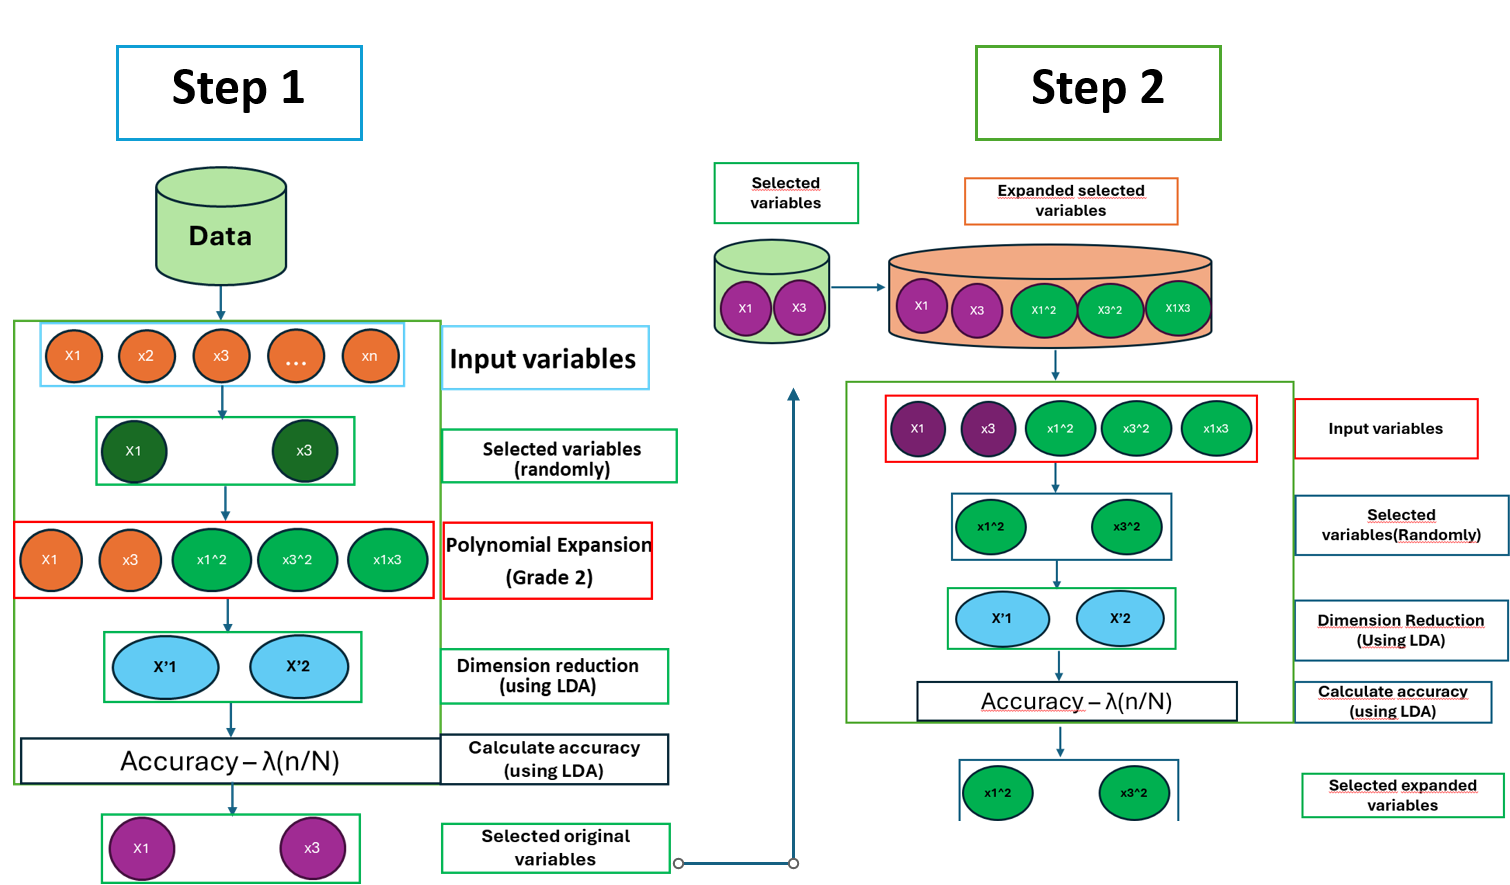 Step 1
Data
X1 x2 x3 ... xn
Input variables
X1 x3
Selected variables
(randomly)
X1 x3 x1^2 x3^2 x1x3
Polynomial Expansion
(Grade 2)
X’1 X’2
Dimension reduction
(using LDA)
Accuracy – λ(n/N)
Calculate accuracy
(using LDA)
X1 x3
Selected original
variables
Step 2
Selected
variables
Expanded selected
variables
X1 X3
X1 X3 X1^2 X3^2 X1X3
X1 x3 x1^2 x3^2 x1x3
Input variables
x1^2 x3^2
Selected
variables(Randomly)
X’1 X’2
Dimension Reduction
(Using LDA)
Accuracy – λ(n/N)
Calculate accuracy
(using LDA)
x1^2 x3^2
Selected expanded
variables